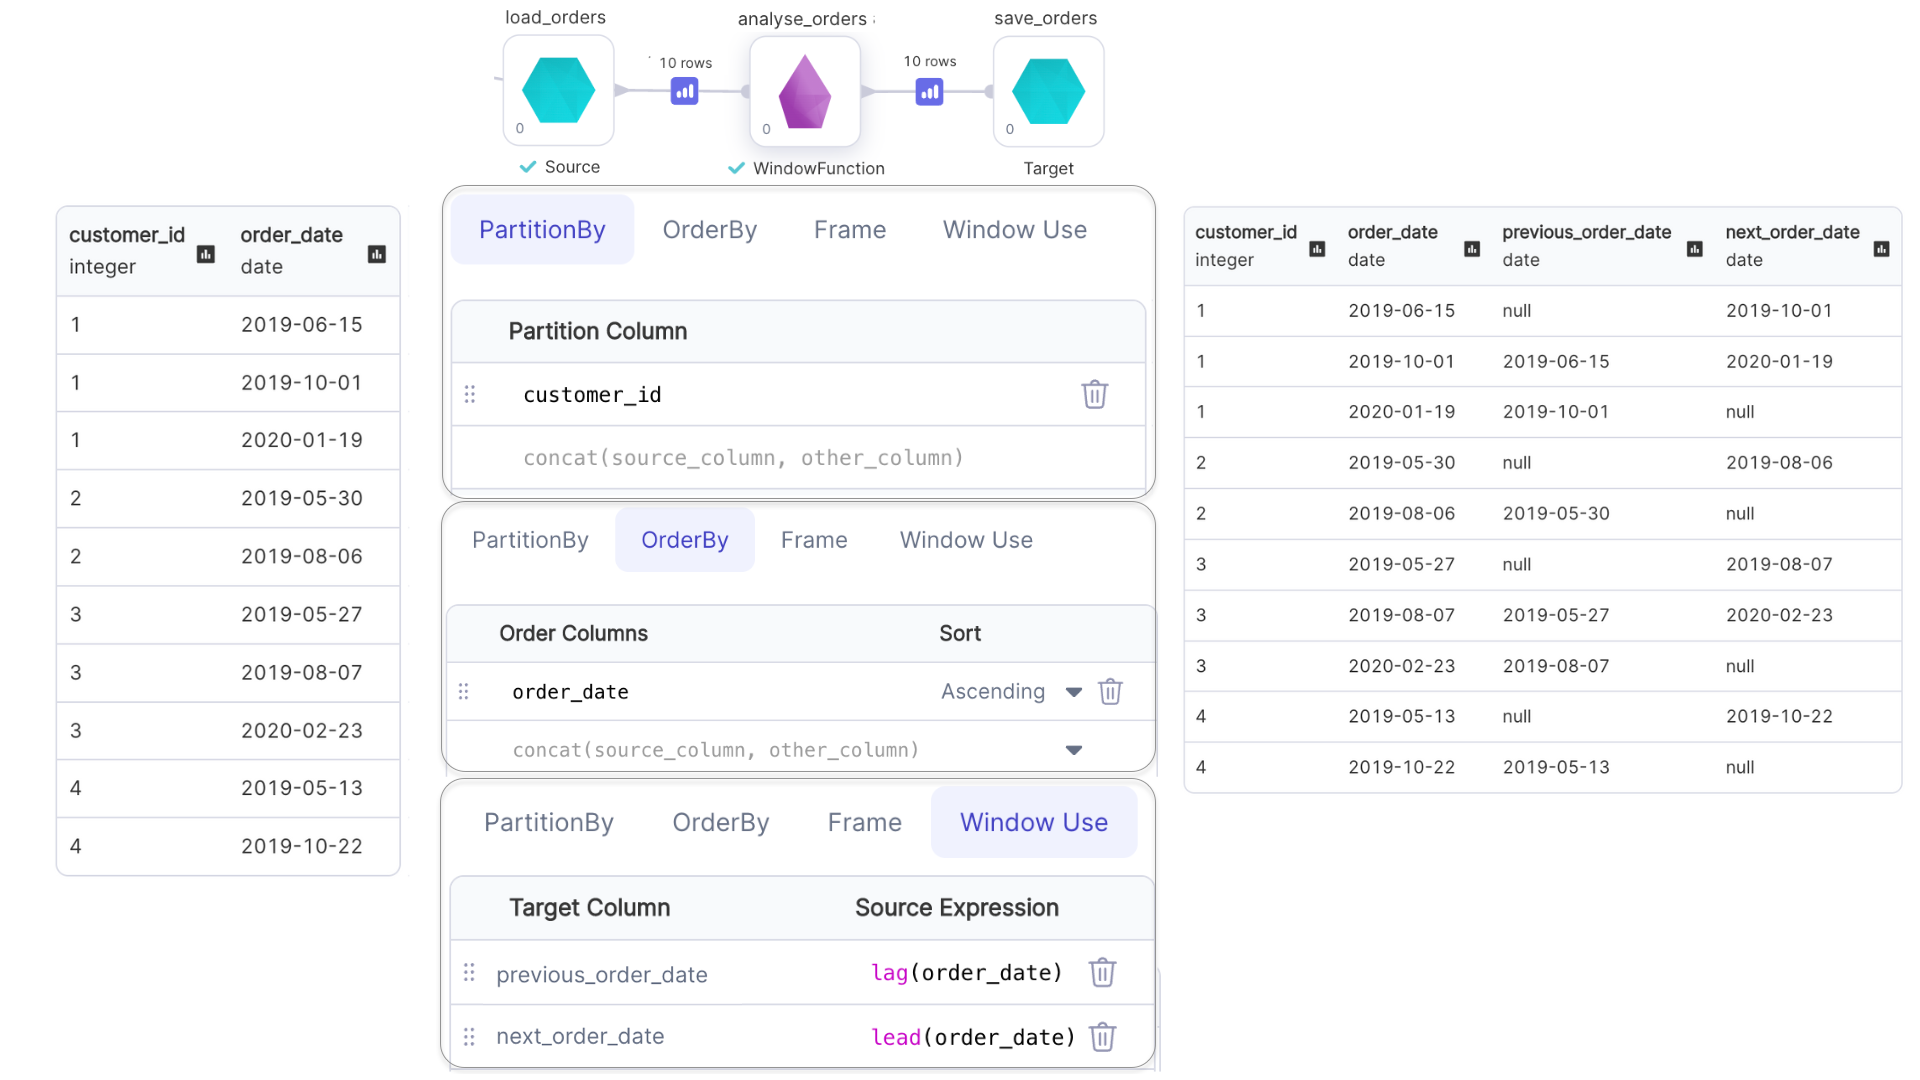 load_orders
analyse_orders
save_orders
10 rows
10 rows
0
0
0
Source
WindowFunction
Target
customer_id
order_date
integer
date
1 2019-06-15
1 2019-10-01
1 2020-01-19
2 2019-05-30
2 2019-08-06
3 2019-05-27
3 2019-08-07
3 2020-02-23
4 2019-05-13
4 2019-10-22
PartitionBy OrderBy Frame Window Use
Partition Column
customer_id
concat(source_column, other_column)
PartitionBy OrderBy Frame Window Use
Order Columns Sort
order_date Ascending
concat(source_column, other_column)
PartitionBy OrderBy Frame Window Use
Target Column Source Expression
previous_order_date lag(order_date)
next_order_date lead(order_date)
customer_id order_date previous_order_date next_order_date
integer date date date
1 2019-06-15 null 2019-10-01
1 2019-10-01 2019-06-15 2020-01-19
1 2020-01-19 2019-10-01 null
2 2019-05-30 null 2019-08-06
2 2019-08-06 2019-05-30 null
3 2019-05-27 null 2019-08-07
3 2019-08-07 2019-05-27 2020-02-23
3 2020-02-23 2019-08-07 null
4 2019-05-13 null 2019-10-22
4 2019-10-22 2019-05-13 null